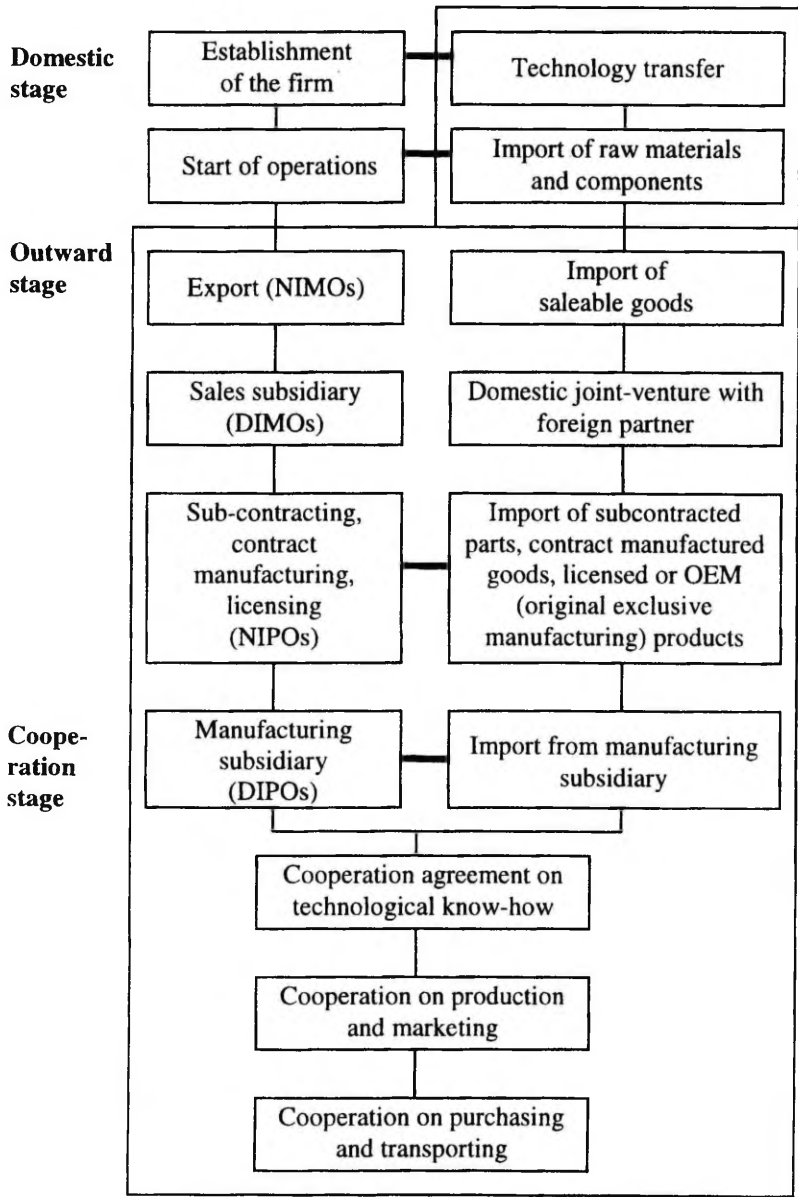 Domestic
stage
Establishment
of the firm
Technology transfer
Start of operations
Import of raw materials
and components
Outward
stage
Export (NIMOs)
Import of
saleable goods
Sales subsidiary
(DIMOs)
Domestic joint-venture with
foreign partner
Sub-contracting,
contract
manufacturing,
licensing
(NIPOs)
Import of subcontracted
parts, contract manufactured
goods, licensed or OEM
(original exclusive
manufacturing) products
Coope-
ration
stage
Manufacturing
subsidiary
(DIPOs)
Import from manufacturing
subsidiary
Cooperation agreement on
technological know-how
Cooperation on production
and marketing
Cooperation on purchasing
and transporting